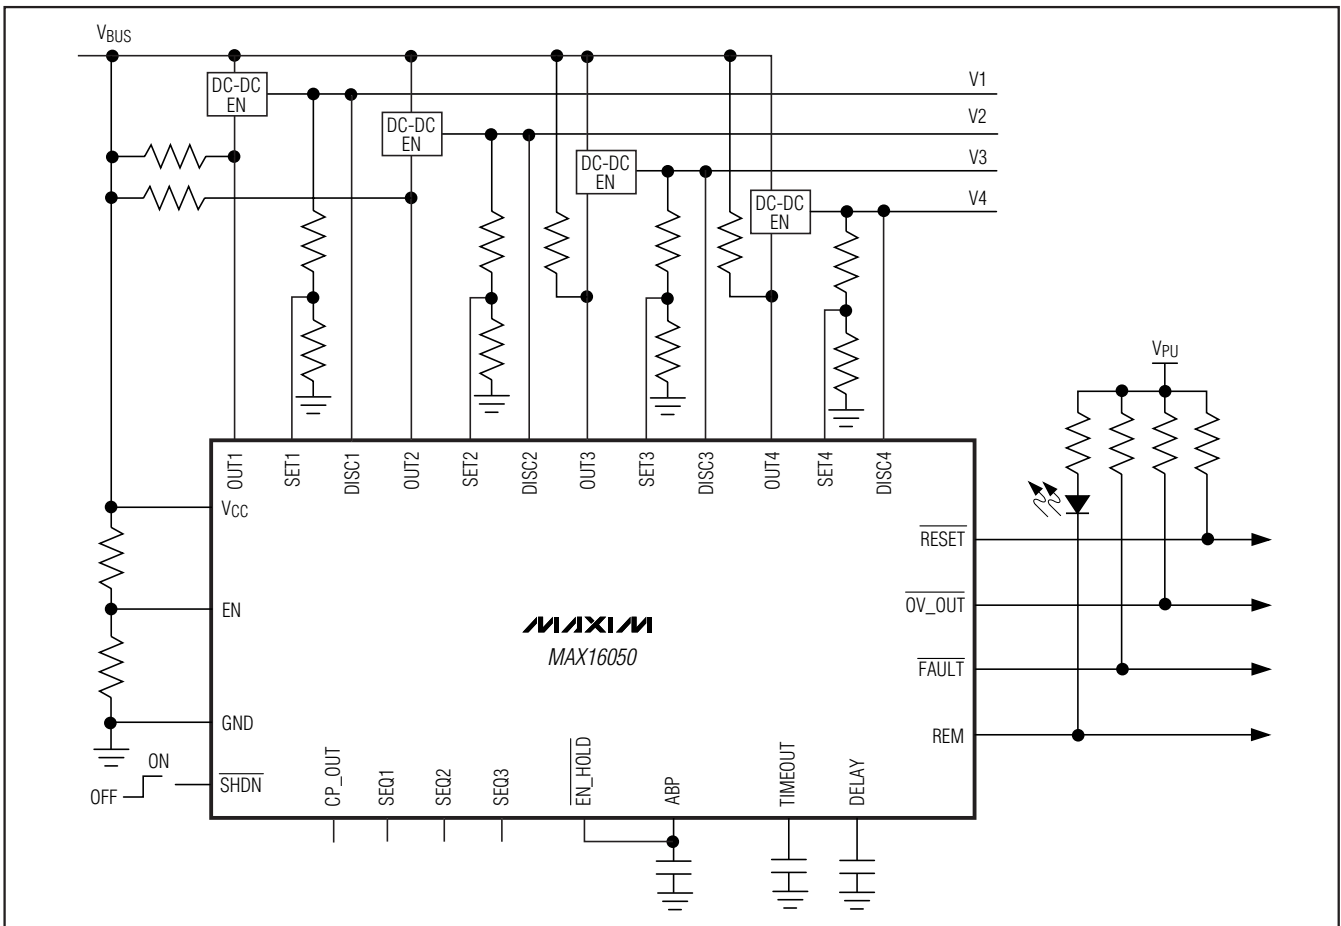 VBUS
DC-DC
EN
V1
DC-DC
EN
V2
DC-DC
EN
V3
DC-DC
EN
V4
VPU
OUT1
SET1
DISC1
OUT2
SET2
DISC2
OUT3
SET3
DISC3
OUT4
SET4
DISC4
VCC
RESET
EN
OV_OUT
MAXIM
MAX16050
FAULT
GND
REM
ON
OFF
SHDN
CP_OUT
SEQ1
SEQ2
SEQ3
EN_HOLD
ABP
TIMEOUT
DELAY